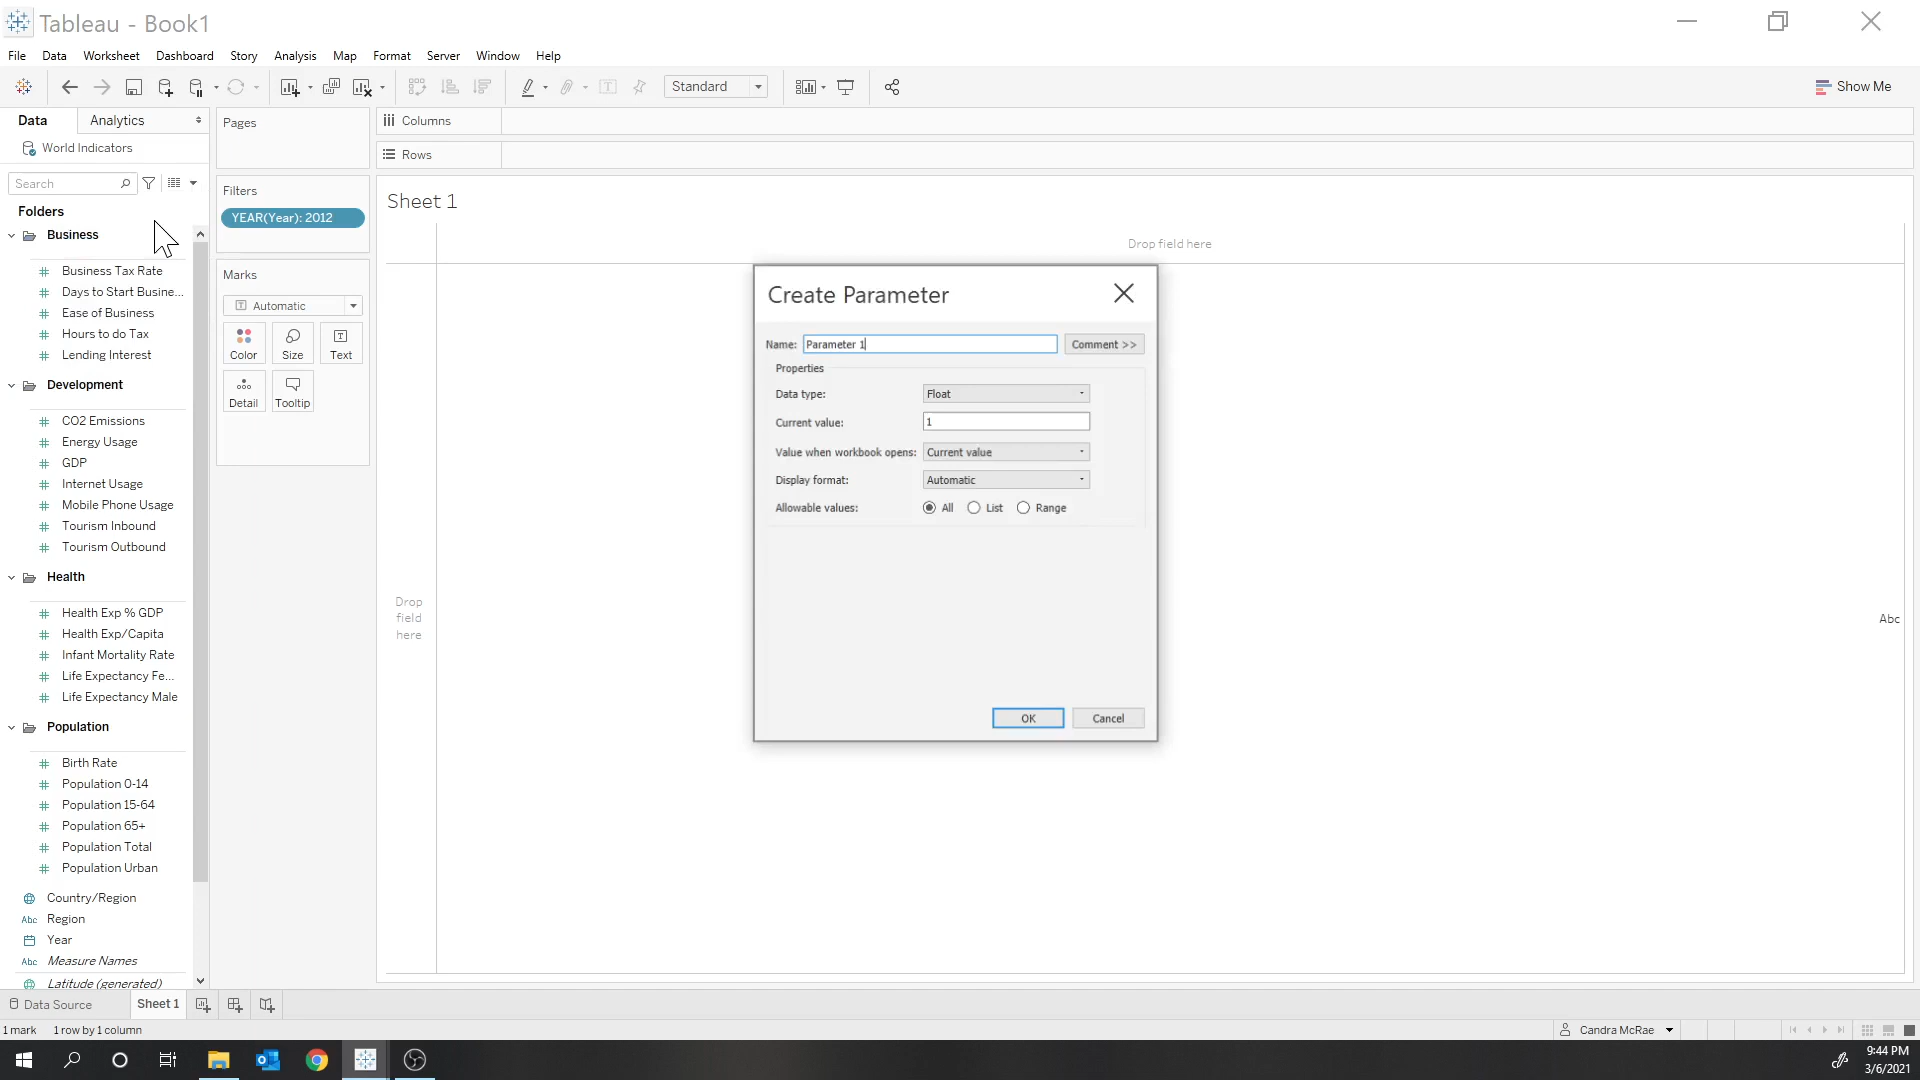 Tableau - Book1
File Data Worksheet Dashboard Story Analysis Map Format Server Window Help
Standard
Show Me
Data Analytics
World Indicators
Search
Folders
Business
Business Tax Rate
Days to Start Busine...
Ease of Business
Hours to do Tax
Lending Interest
Development
CO2 Emissions
Energy Usage
GDP
Internet Usage
Mobile Phone Usage
Tourism Inbound
Tourism Outbound
Health
Health Exp % GDP
Health Exp/Capita
Infant Mortality Rate
Life Expectancy Fe...
Life Expectancy Male
Population
Birth Rate
Population 0-14
Population 15-64
Population 65+
Population Total
Population Urban
Country/Region
Abc Region
Year
Abc Measure Names
Latitude (generated)
Pages
Filters
YEAR(Year): 2012
Marks
T Automatic
Color Size Text
Detail Tooltip
Columns
Rows
Sheet 1
Drop field here
Drop
field
here
Abc
Create Parameter
Name: Parameter 1 Comment >>
Properties
Data type: Float
Current value: 1
Value when workbook opens: Current value
Display format: Automatic
Allowable values: All List Range
OK Cancel
Data Source Sheet 1
1 mark 1 row by 1 column
Candra McRae
9:44 PM
3/6/2021